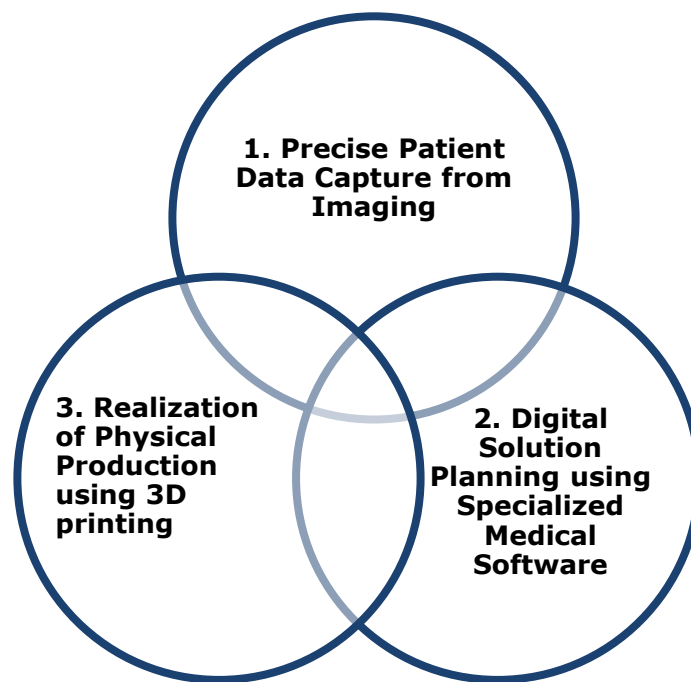 1. Precise Patient
Data Capture from
Imaging
3. Realization
of Physical
Production
using 3D
printing
2. Digital
Solution
Planning using
Specialized
Medical
Software